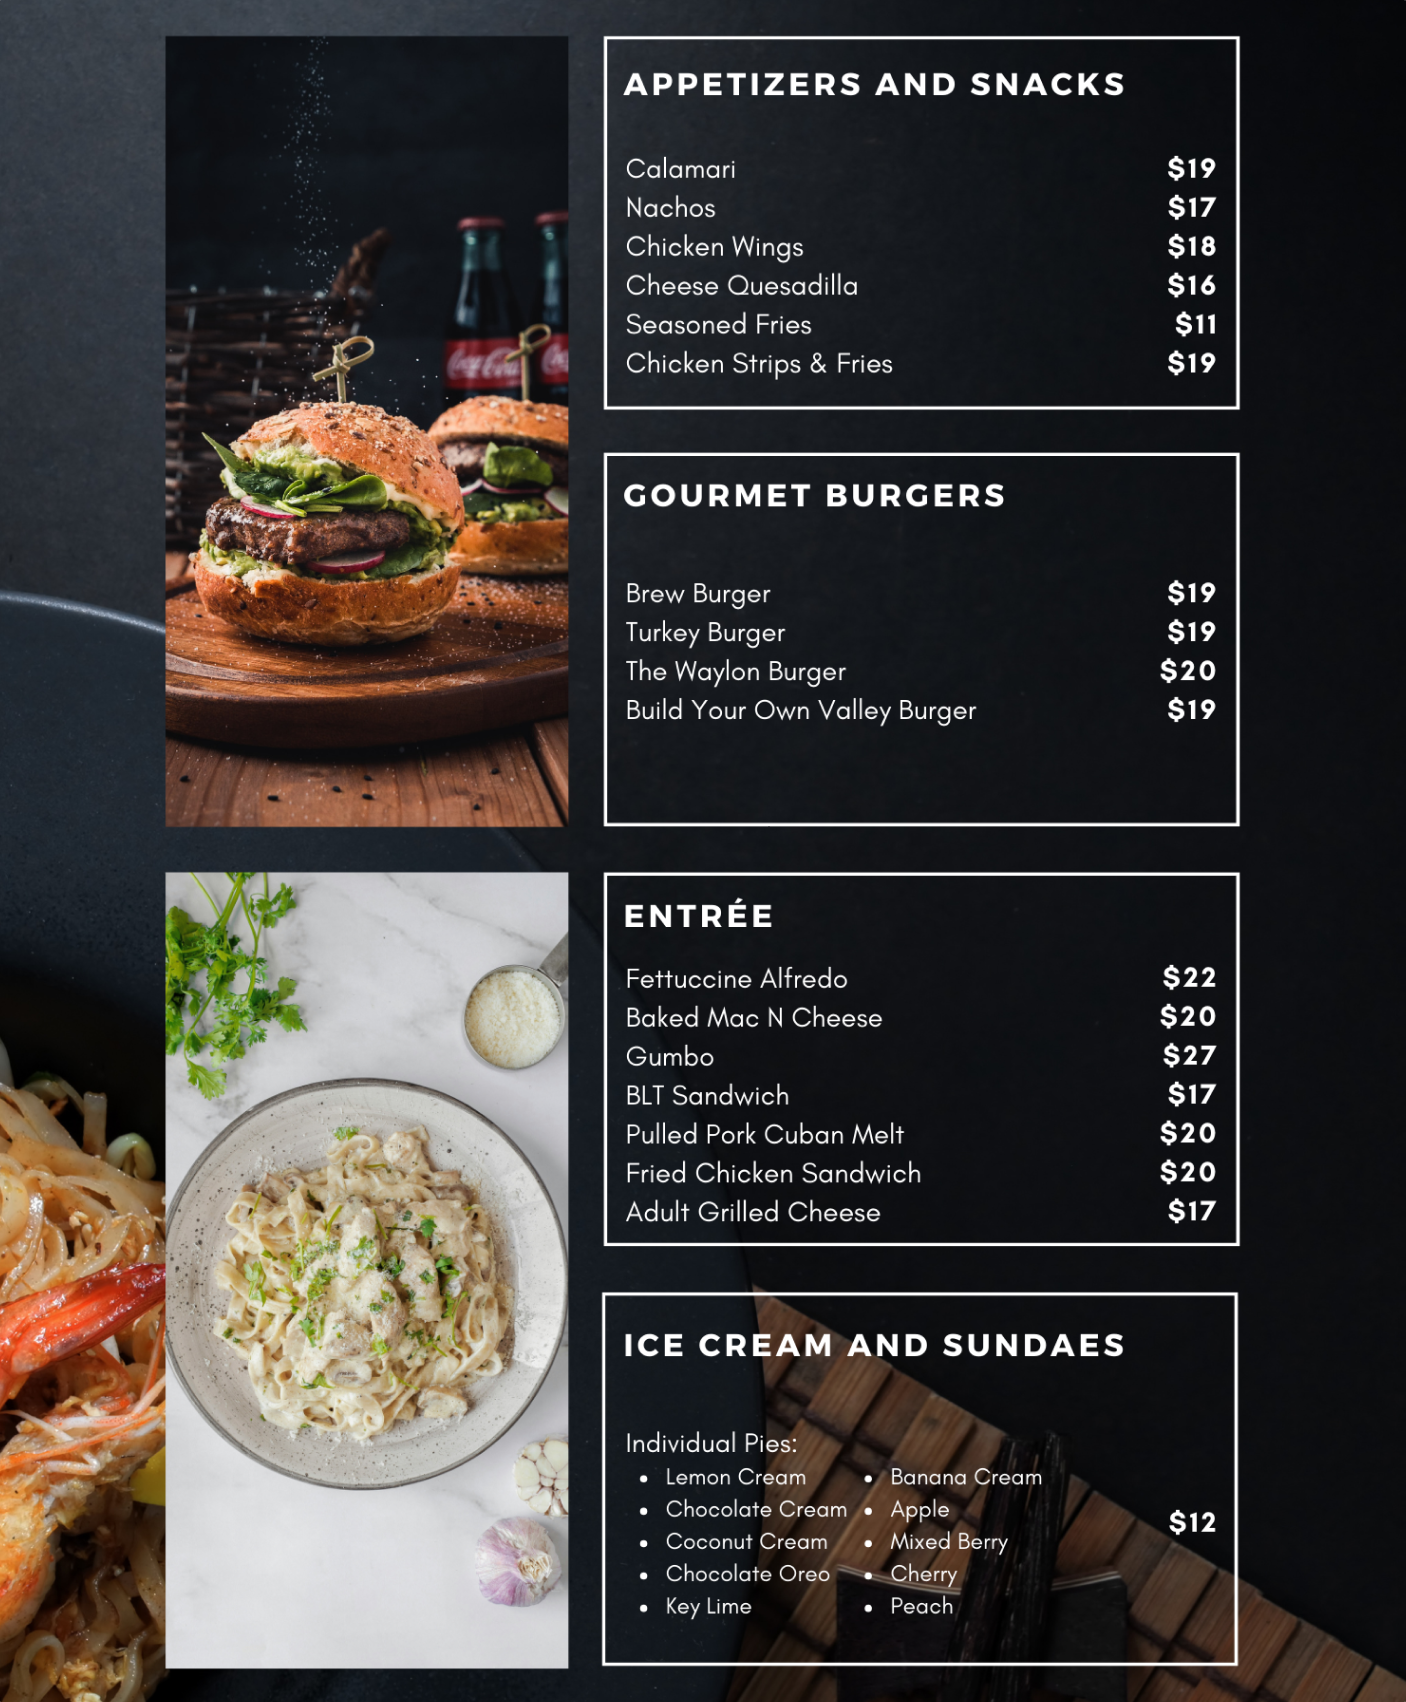 APPETIZERS AND SNACKS
Calamari $19
Nachos $17
Chicken Wings $18
Cheese Quesadilla $16
Seasoned Fries $11
Chicken Strips & Fries $19
Coca-Cola
GOURMET BURGERS
Brew Burger $19
Turkey Burger $19
The Waylon Burger $20
Build Your Own Valley Burger $19
ENTRÉE
Fettuccine Alfredo $22
Baked Mac N Cheese $20
Gumbo $27
BLT Sandwich $17
Pulled Pork Cuban Melt $20
Fried Chicken Sandwich $20
Adult Grilled Cheese $17
ICE CREAM AND SUNDAES
Individual Pies:
• Lemon Cream
• Chocolate Cream
• Coconut Cream
• Chocolate Oreo
• Key Lime
• Banana Cream
• Apple
• Mixed Berry
• Cherry
• Peach
$12